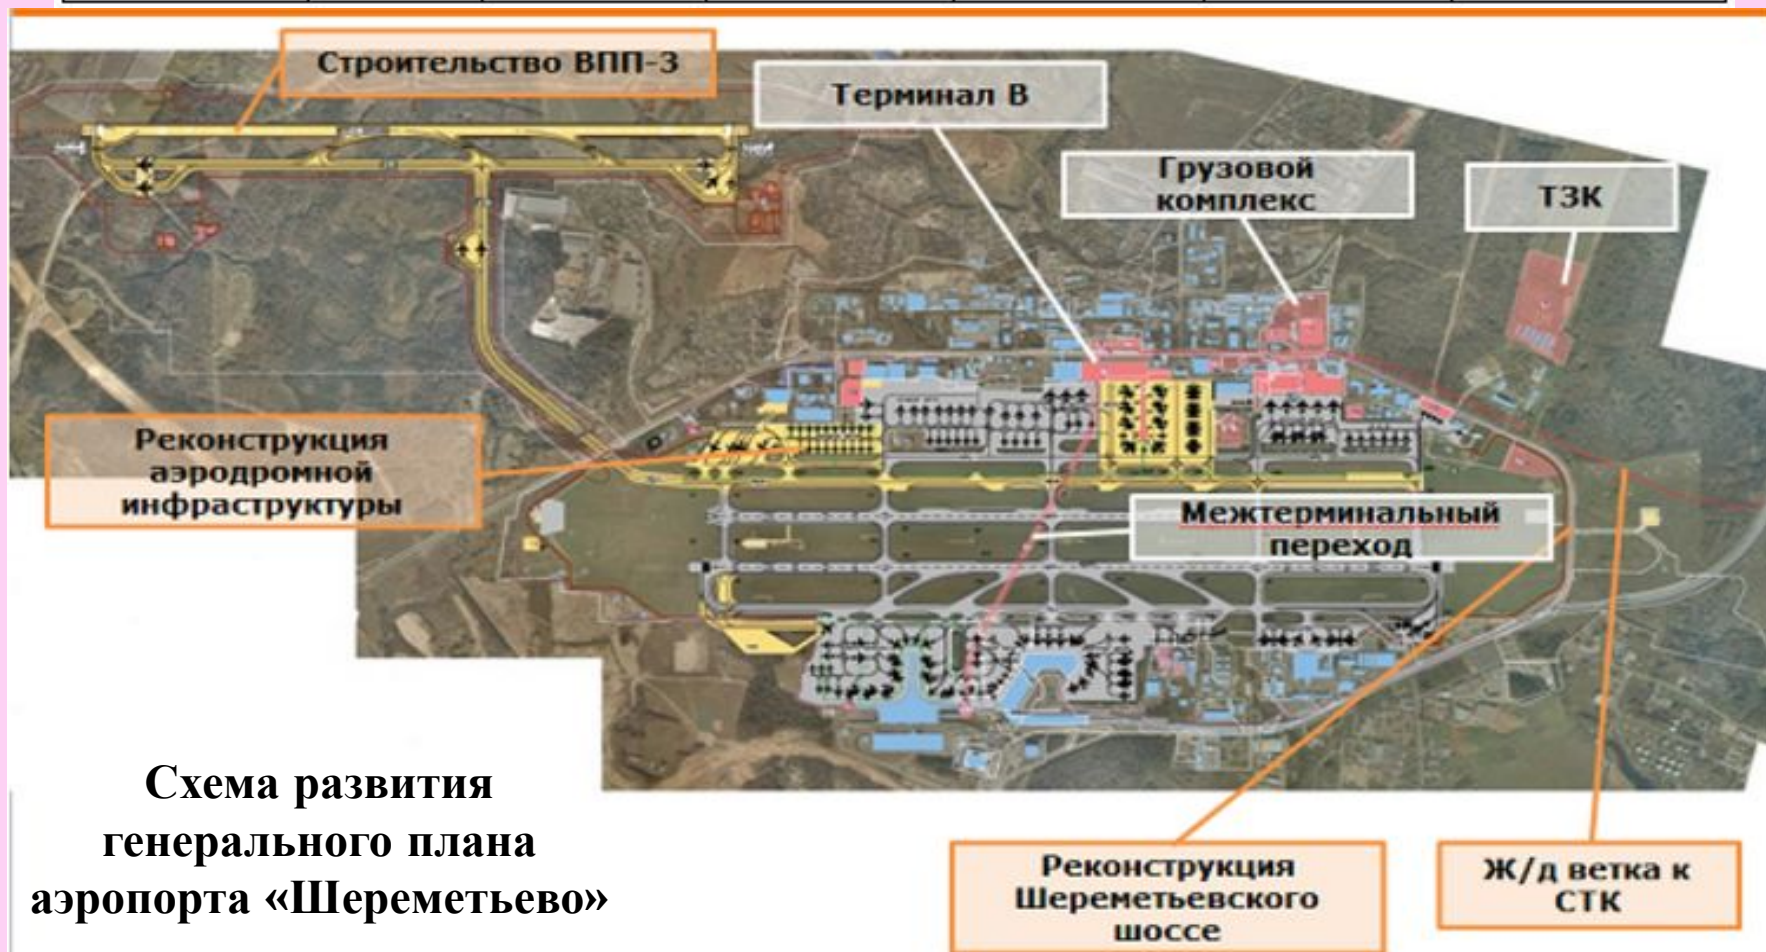 Строительство ВПП-3
Терминал В
Грузовой
комплекс
ТЗК
Реконструкция
аэродромной
инфраструктуры
Межтерминальный
переход
Схема развития
генерального плана
аэропорта «Шереметьево»
Реконструкция
Шереметьевского
шоссе
Ж/д ветка к
СТК